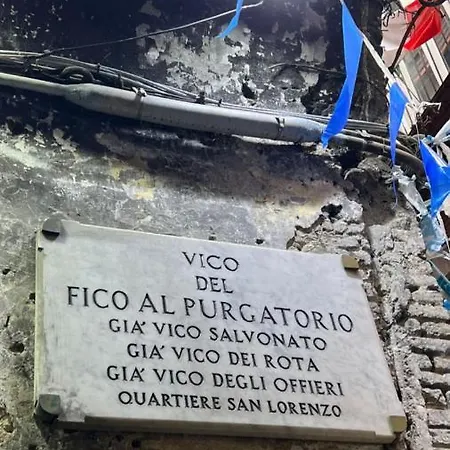 VICO
DEL
FICO AL PURGATORIO
GIA' VICO SALVONATO
GIA' VICO DEI ROTA
GIA' VICO DEGLI OFFIERI
QUARTIERE SAN LORENZO